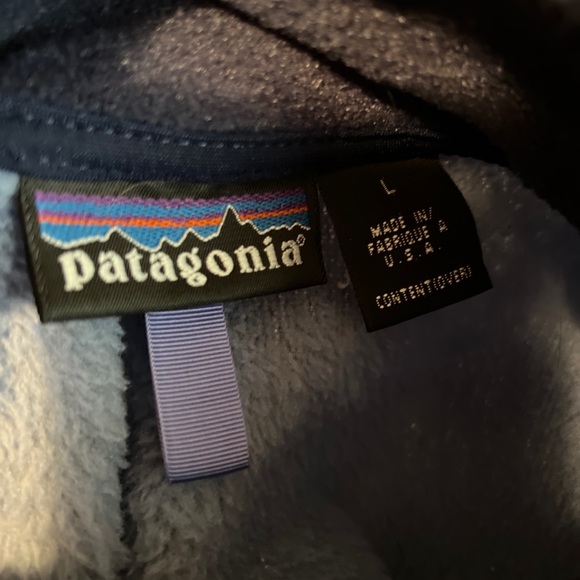 patagonia®
L
MADE IN/
FABRIQUE A
U.S.A.
CONTENT(OVER)